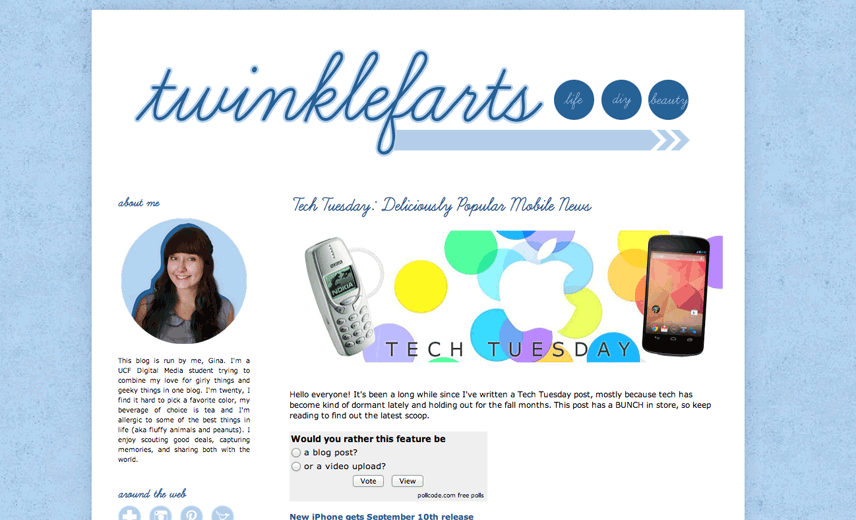 twinklefarts
life
diy
beauty
about me
This blog is run by me, Gina. I'm a
UCF Digital Media student trying to
combine my love for girly things and
geeky things in one blog. I'm twenty, I
find it hard to pick a favorite color, my
beverage of choice is tea and I'm
allergic to some of the best things in
life (aka fluffy animals and peanuts). I
enjoy scouting good deals, capturing
memories, and sharing both with the
world.
around the web
Tech Tuesday: Deliciously Popular Mobile News
NOKIA
TECH TUESDAY
Hello everyone! It's been a long while since I've written a Tech Tuesday post, mostly because tech has
become kind of dormant lately and holding out for the fall months. This post has a BUNCH in store, so keep
reading to find out the latest scoop.
Would you rather this feature be
a blog post?
or a video upload?
Vote
View
pollcode.com free polls
New iPhone gets September 10th release